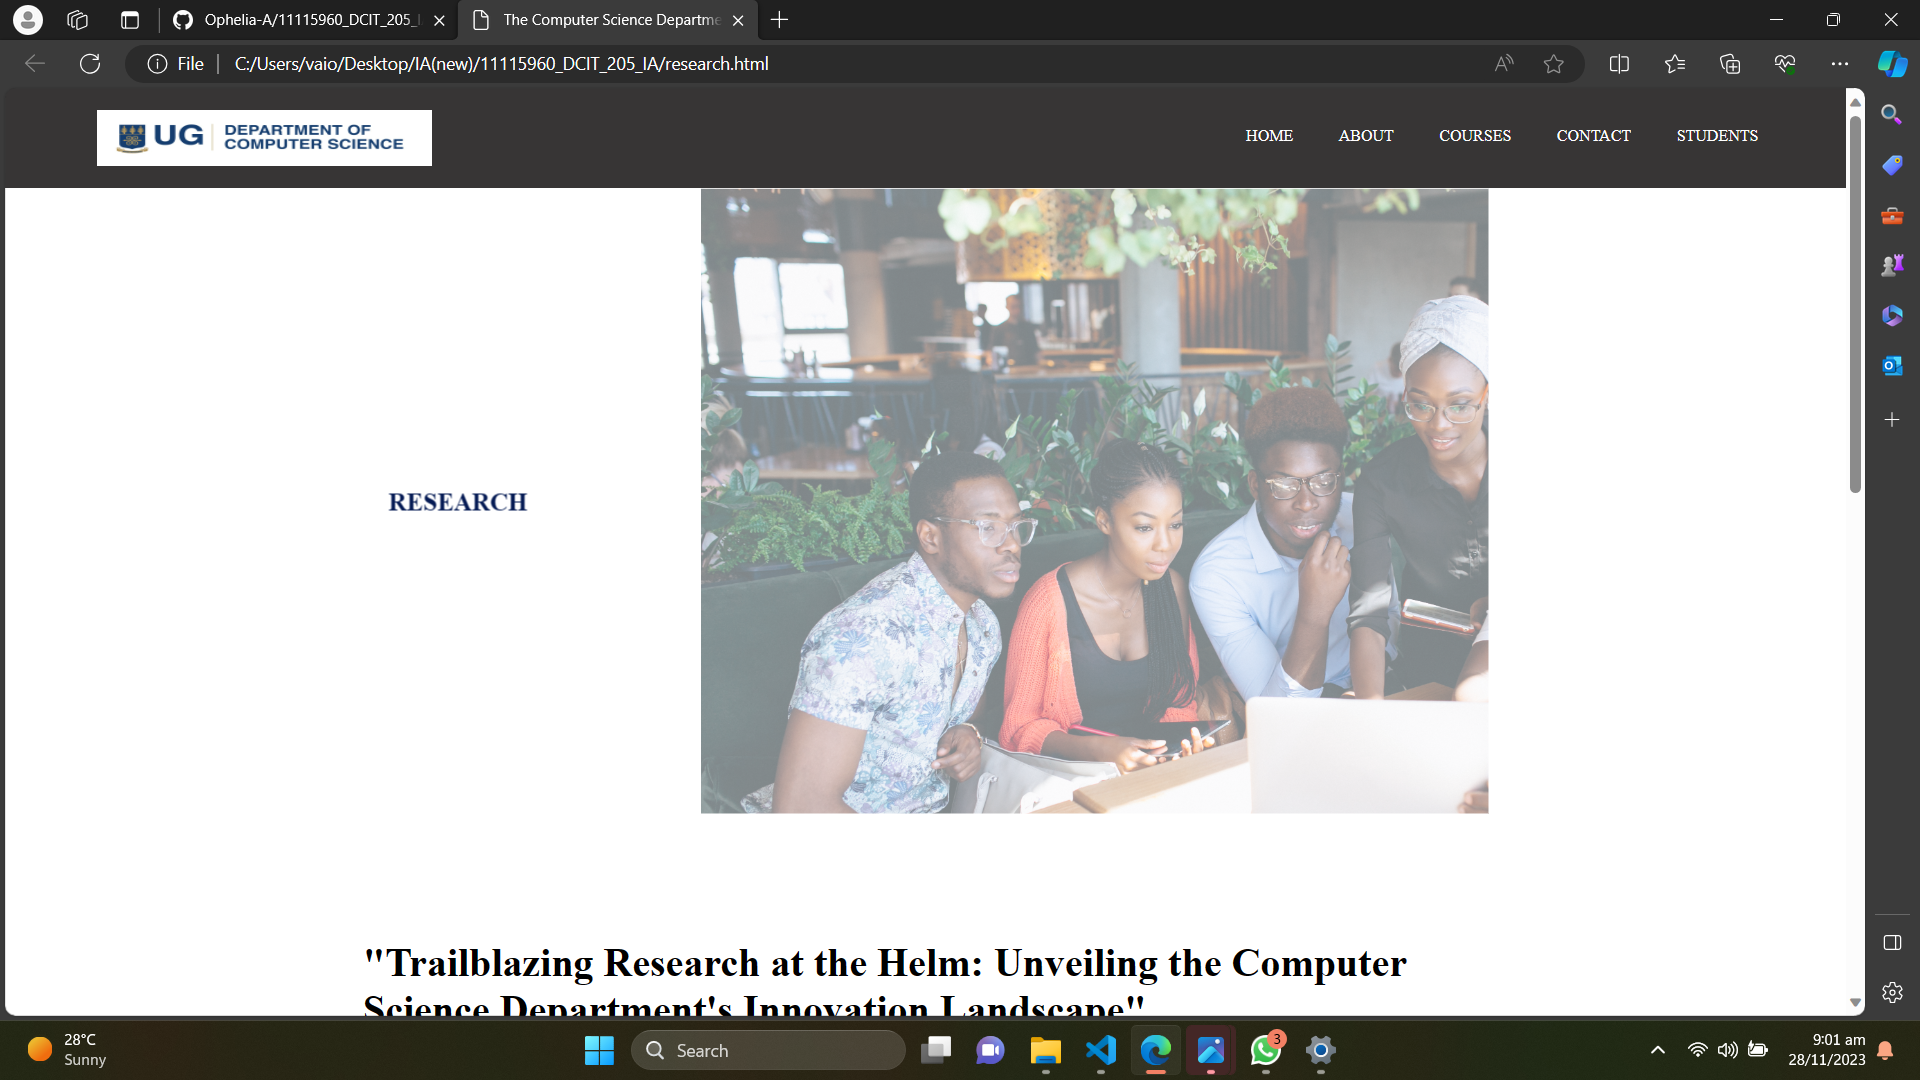 Ophelia-A/11115960_DCIT_205_I
The Computer Science Departme
File
C:/Users/vaio/Desktop/IA(new)/11115960_DCIT_205_IA/research.html
UG DEPARTMENT OF
COMPUTER SCIENCE
HOME ABOUT COURSES CONTACT STUDENTS
RESEARCH
"Trailblazing Research at the Helm: Unveiling the Computer
Science Department's Innovation Landscape"
28°C
Sunny
Search
3
9:01 am
28/11/2023